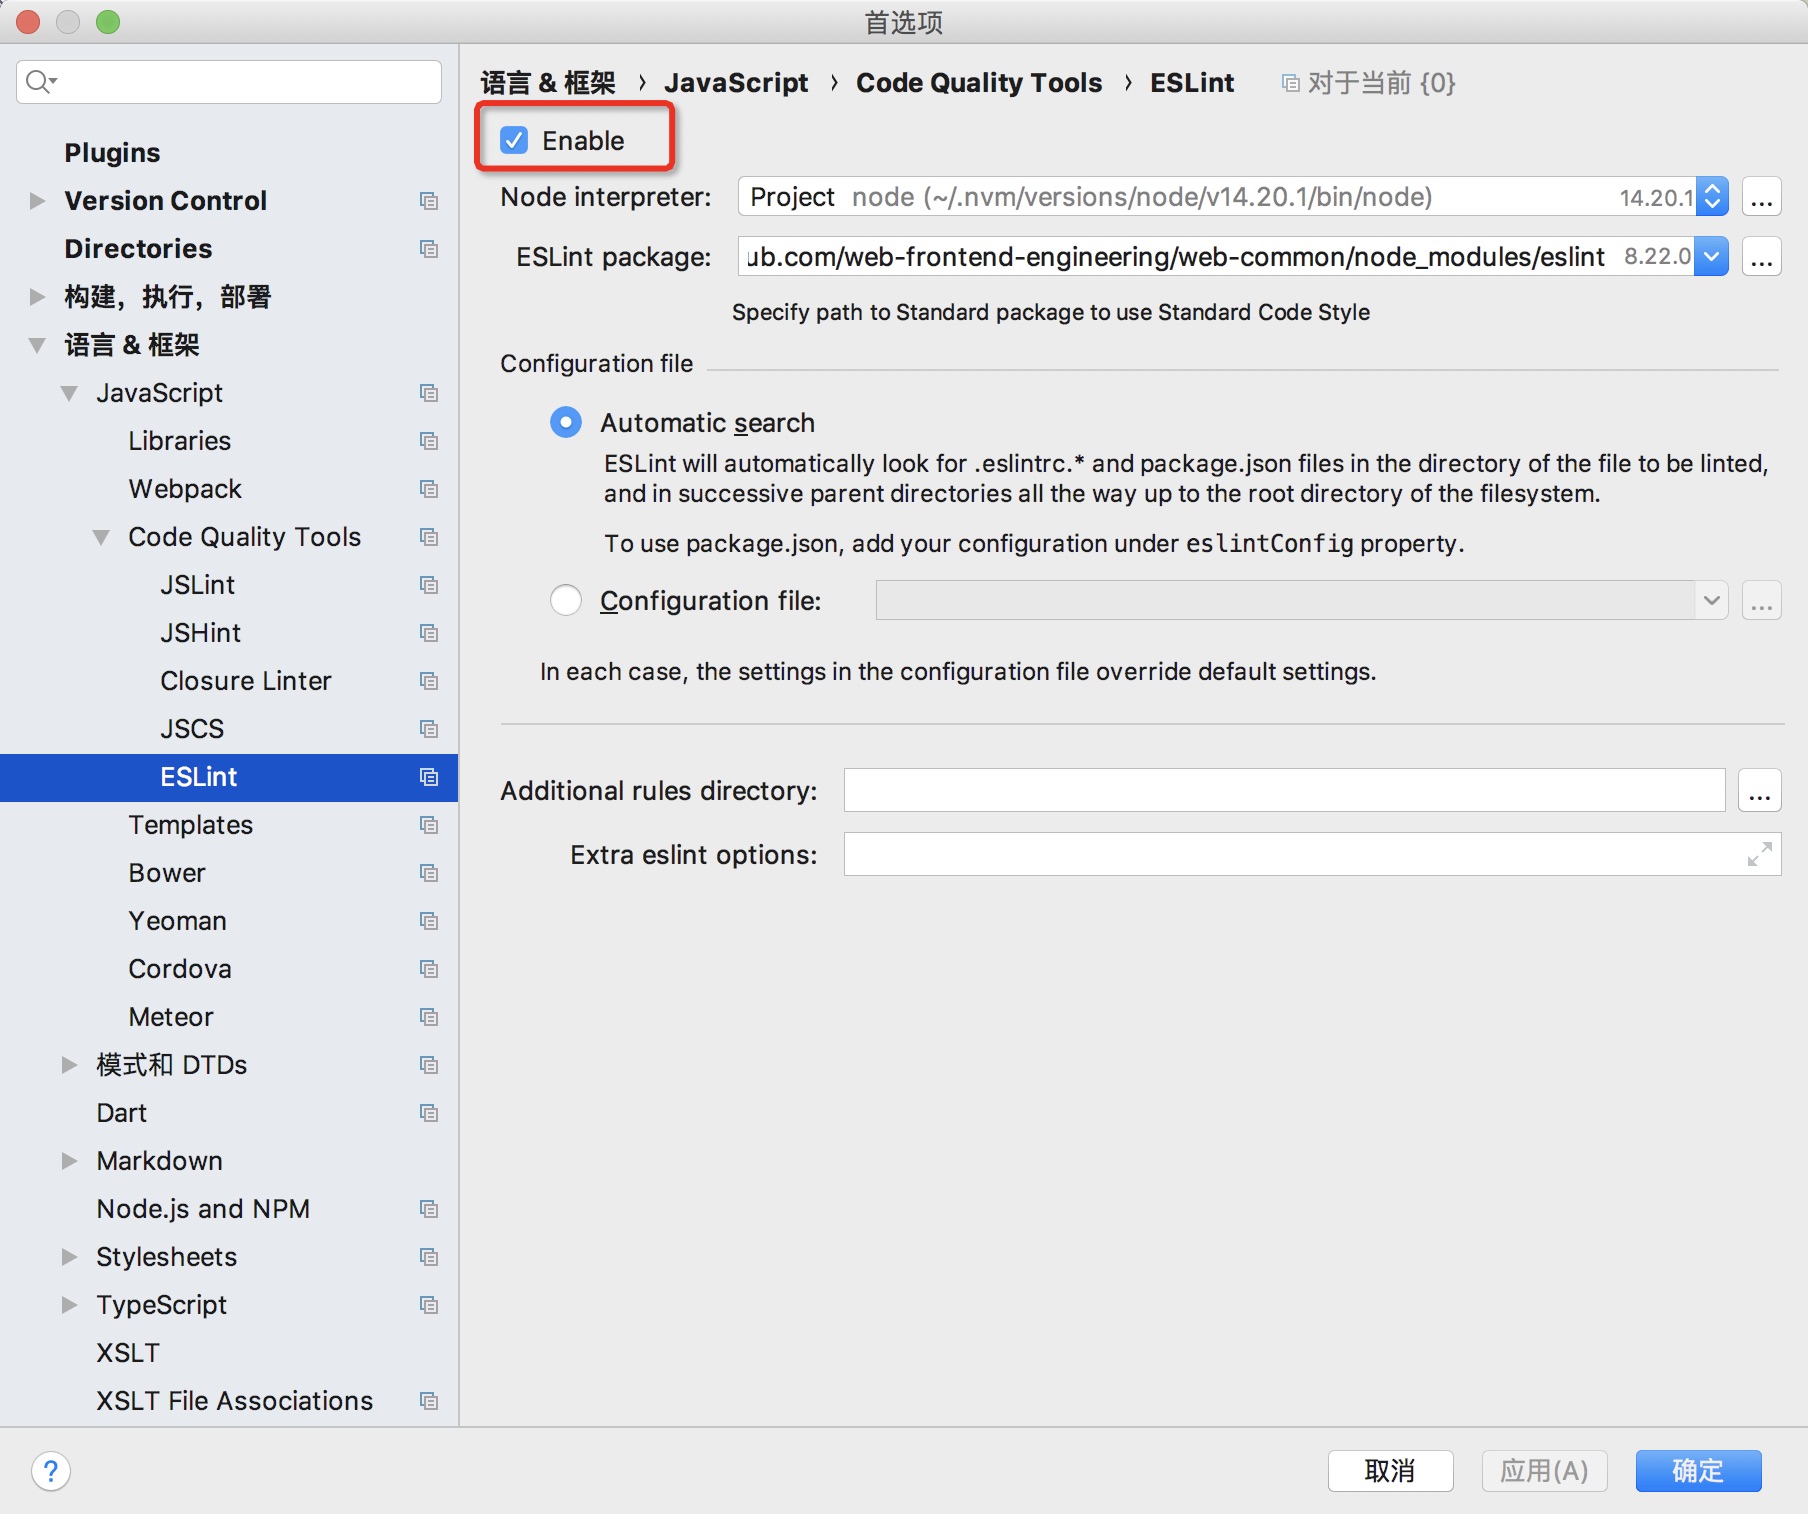 首选项
语言 & 框架 › JavaScript › Code Quality Tools › ESLint 对于当前 {0}
Enable
Node interpreter: Project node (~/.nvm/versions/node/v14.20.1/bin/node) 14.20.1 ...
ESLint package: ub.com/web-frontend-engineering/web-common/node_modules/eslint 8.22.0 ...
Specify path to Standard package to use Standard Code Style
Configuration file
Automatic search
ESLint will automatically look for .eslintrc.* and package.json files in the directory of the file to be linted,
and in successive parent directories all the way up to the root directory of the filesystem.
To use package.json, add your configuration under eslintConfig property.
Configuration file: ...
In each case, the settings in the configuration file override default settings.
Additional rules directory: ...
Extra eslint options:
Plugins
Version Control
Directories
构建，执行，部署
语言 & 框架
JavaScript
Libraries
Webpack
Code Quality Tools
JSLint
JSHint
Closure Linter
JSCS
ESLint
Templates
Bower
Yeoman
Cordova
Meteor
模式和 DTDs
Dart
Markdown
Node.js and NPM
Stylesheets
TypeScript
XSLT
XSLT File Associations
?
取消
应用(A)
确定